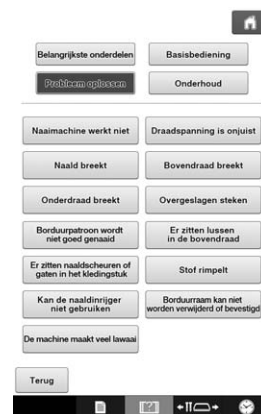 Belangrijkste onderdelen
Basisbediening
Probleem oplossen
Onderhoud
Naaimachine werkt niet
Draadspanning is onjuist
Naald breekt
Bovendraad breekt
Onderdraad breekt
Overgeslagen steken
Borduurpatroon wordt
niet goed genaaid
Er zitten lussen
in de bovendraad
Er zitten naaldscheuren of
gaten in het kledingstuk
Stof rimpelt
Kan de naaldinrijger
niet gebruiken
Borduurraam kan niet
worden verwijderd of bevestigd
De machine maakt veel lawaai
Terug